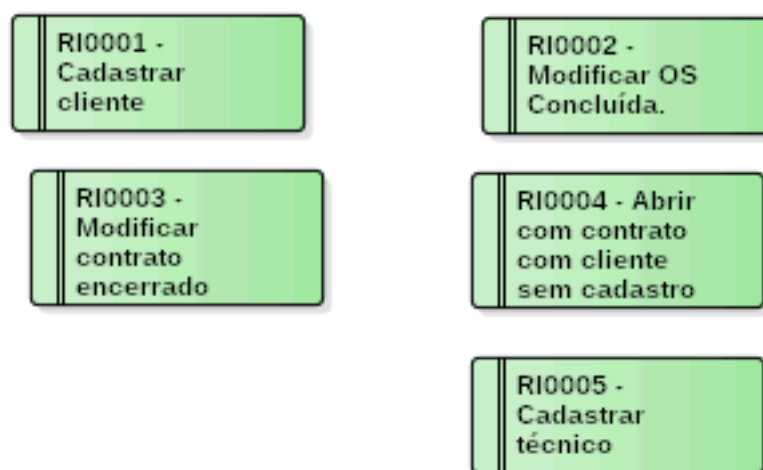 RI0001 -
Cadastrar
cliente
RI0002 -
Modificar OS
Concluída.
RI0003 -
Modificar
contrato
encerrado
RI0004 - Abrir
com contrato
com cliente
sem cadastro
RI0005 -
Cadastrar
técnico